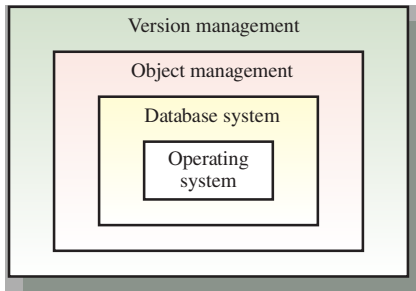 Version management
Object management
Database system
Operating
system